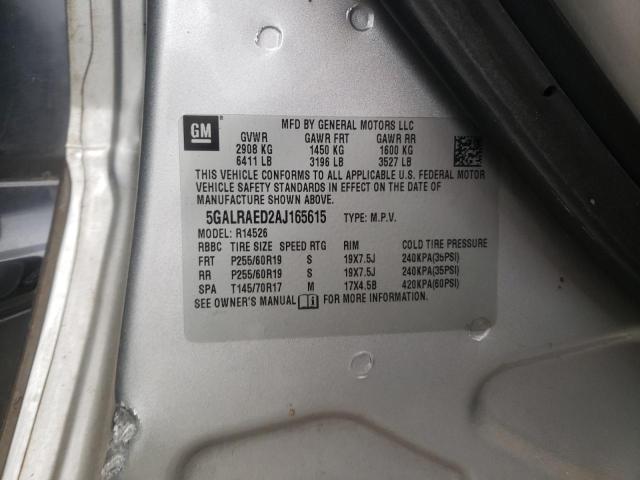 GM
MFD BY GENERAL MOTORS LLC
GVWR GAWR FRT GAWR RR
2908 KG 1450 KG 1600 KG
6411 LB 3196 LB 3527 LB
THIS VEHICLE CONFORMS TO ALL APPLICABLE U.S. FEDERAL MOTOR
VEHICLE SAFETY STANDARDS IN EFFECT ON THE DATE OF
MANUFACTURE SHOWN ABOVE.
5GALRAED2AJ165615 TYPE: M.P.V.
MODEL: R14526
RBBC TIRE SIZE SPEED RTG RIM COLD TIRE PRESSURE
FRT P255/60R19 S 19X7.5J 240KPA(35PSI)
RR P255/60R19 S 19X7.5J 240KPA(35PSI)
SPA T145/70R17 M 17X4.5B 420KPA(60PSI)
SEE OWNER'S MANUAL FOR MORE INFORMATION.